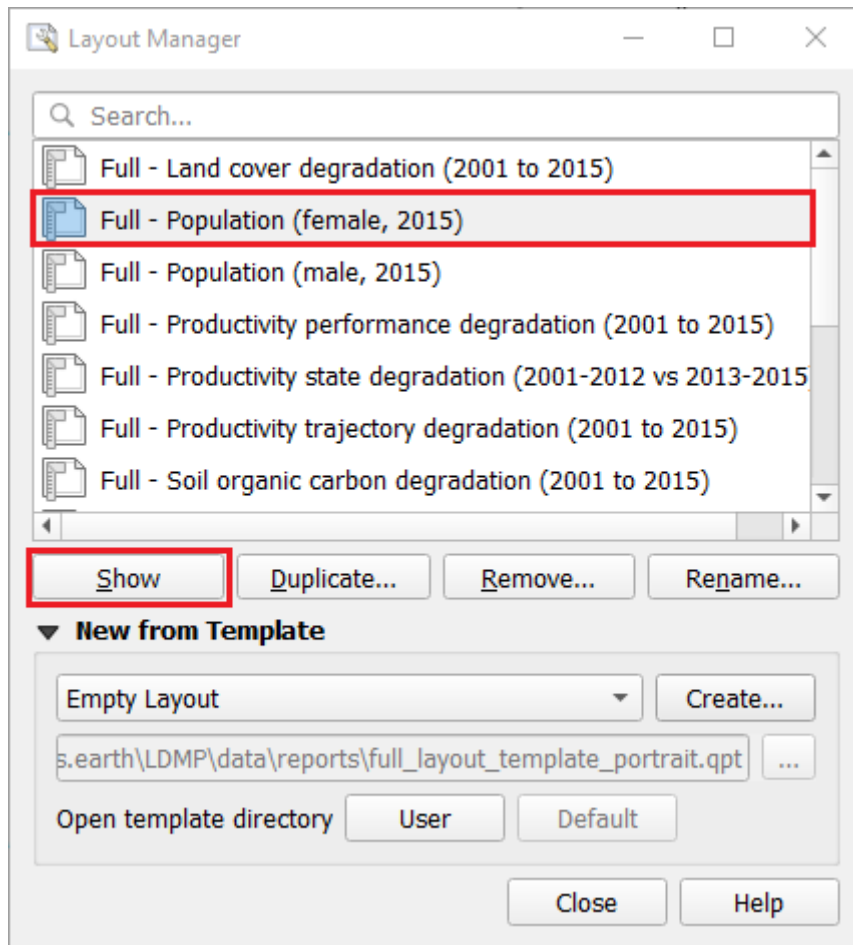 Layout Manager
Search...
Full - Land cover degradation (2001 to 2015)
Full - Population (female, 2015)
Full - Population (male, 2015)
Full - Productivity performance degradation (2001 to 2015)
Full - Productivity state degradation (2001-2012 vs 2013-2015
Full - Productivity trajectory degradation (2001 to 2015)
Full - Soil organic carbon degradation (2001 to 2015)
Show Duplicate... Remove... Rename...
New from Template
Empty Layout Create...
s.earth\LDMP\data\reports\full_layout_template_portrait.qpt ...
Open template directory User Default
Close Help